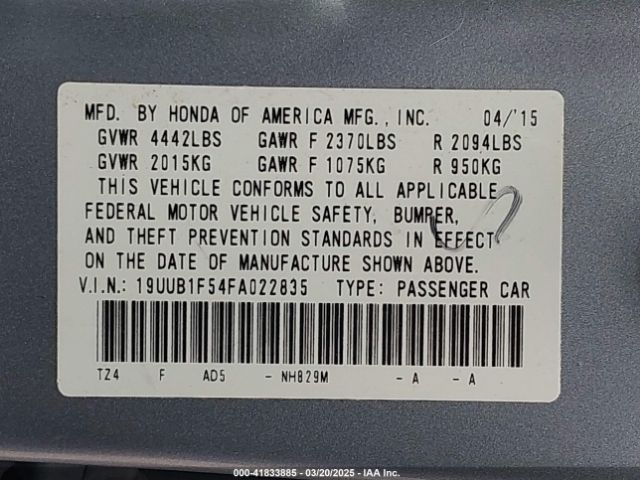 MFD. BY HONDA OF AMERICA MFG., INC. 04/'15
GVWR 4442LBS GAWR F 2370LBS R 2094LBS
GVWR 2015KG GAWR F 1075KG R 950KG
THIS VEHICLE CONFORMS TO ALL APPLICABLE
FEDERAL MOTOR VEHICLE SAFETY, BUMPER,
AND THEFT PREVENTION STANDARDS IN EFFECT
ON THE DATE OF MANUFACTURE SHOWN ABOVE.
V.I.N.: 19UUB1F54FA022835 TYPE: PASSENGER CAR
TZ4 F AD5 - NH829M - A - A
000-41833885 - 03/20/2025 - IAA Inc.